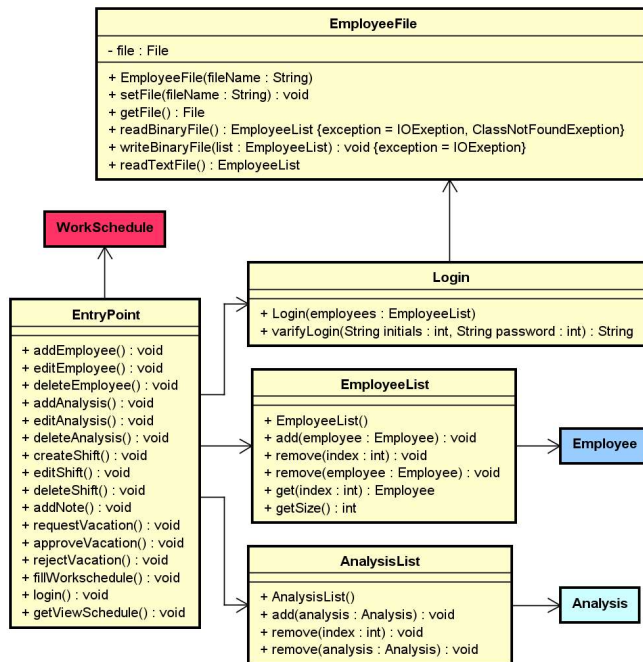 EmployeeFile
- file : File
+ EmployeeFile(fileName : String)
+ setFile(fileName : String) : void
+ getFile() : File
+ readBinaryFile() : EmployeeList {exception = IOExeption, ClassNotFoundExeption}
+ writeBinaryFile(list : EmployeeList) : void {exception = IOExeption}
+ readTextFile() : EmployeeList
WorkSchedule
Login
+ Login(employees : EmployeeList)
+ varifyLogin(String initials : int, String password : int) : String
EntryPoint
+ addEmployee() : void
+ editEmployee() : void
+ deleteEmployee() : void
+ addAnalysis() : void
+ editAnalysis() : void
+ deleteAnalysis() : void
+ createShift() : void
+ editShift() : void
+ deleteShift() : void
+ addNote() : void
+ requestVacation() : void
+ approveVacation() : void
+ rejectVacation() : void
+ fillWorkschedule() : void
+ login() : void
+ getViewSchedule() : void
EmployeeList
+ EmployeeList()
+ add(employee : Employee) : void
+ remove(index : int) : void
+ remove(employee : Employee) : void
+ get(index : int) : Employee
+ getSize() : int
Employee
AnalysisList
+ AnalysisList()
+ add(analysis : Analysis) : void
+ remove(index : int) : void
+ remove(analysis : Analysis) : void
Analysis